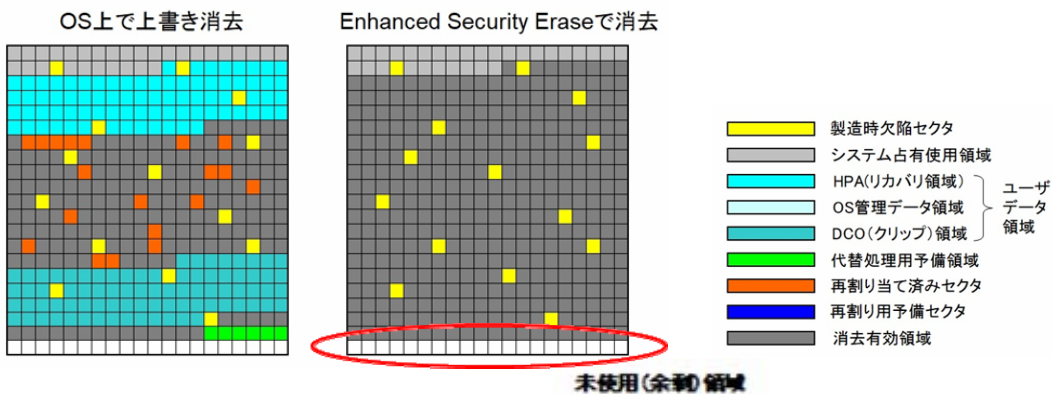 OS上で上書き消去
Enhanced Security Eraseで消去
製造時欠陥セクタ
システム占有使用領域
HPA(リカバリ領域)
OS管理データ領域
DCO(クリップ)領域
ユーザ
データ
領域
代替処理用予備領域
再割り当て済みセクタ
再割り用予備セクタ
消去有効領域
未使用(余剰)領域